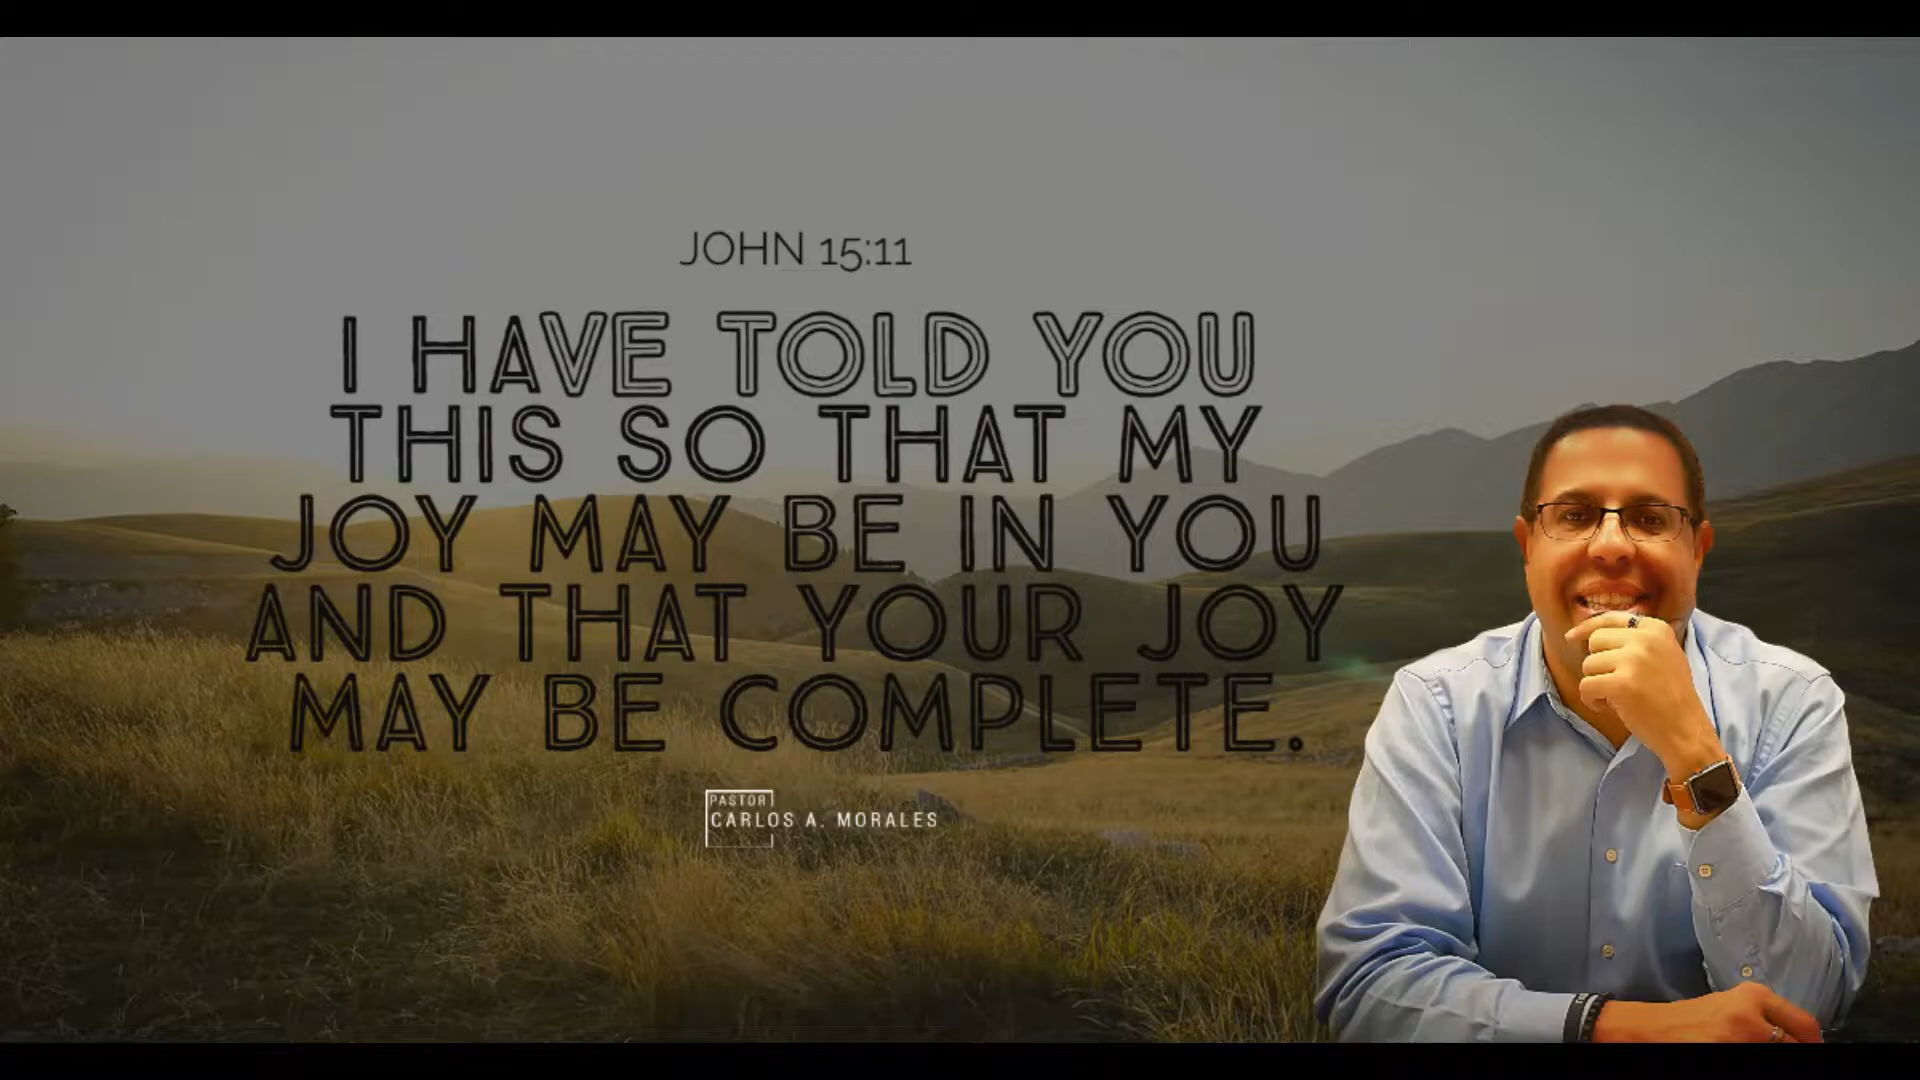 JOHN 15:11
I HAVE TOLD YOU
THIS SO THAT MY
JOY MAY BE IN YOU
AND THAT YOUR JOY
MAY BE COMPLETE.
PASTOR
CARLOS A. MORALES